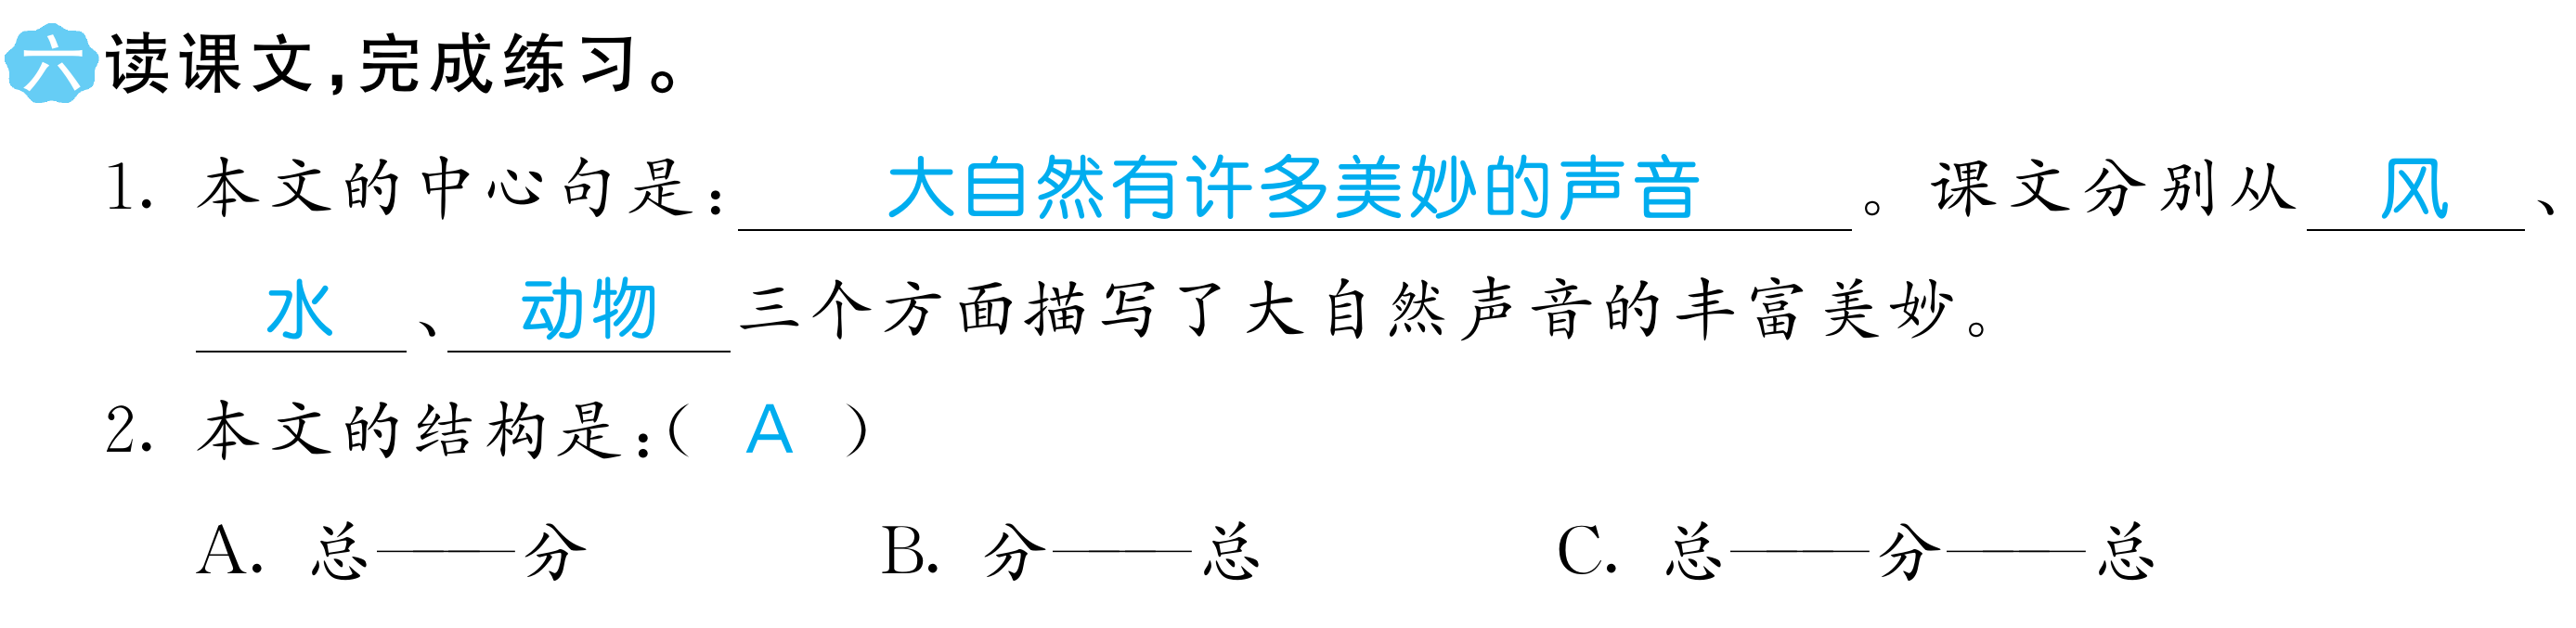 六 读课文,完成练习。
1. 本文的中心句是：大自然有许多美妙的声音。课文分别从 风、
水、动物 三个方面描写了大自然声音的丰富美妙。
2. 本文的结构是:( A )
A. 总——分 B. 分——总 C. 总——分——总